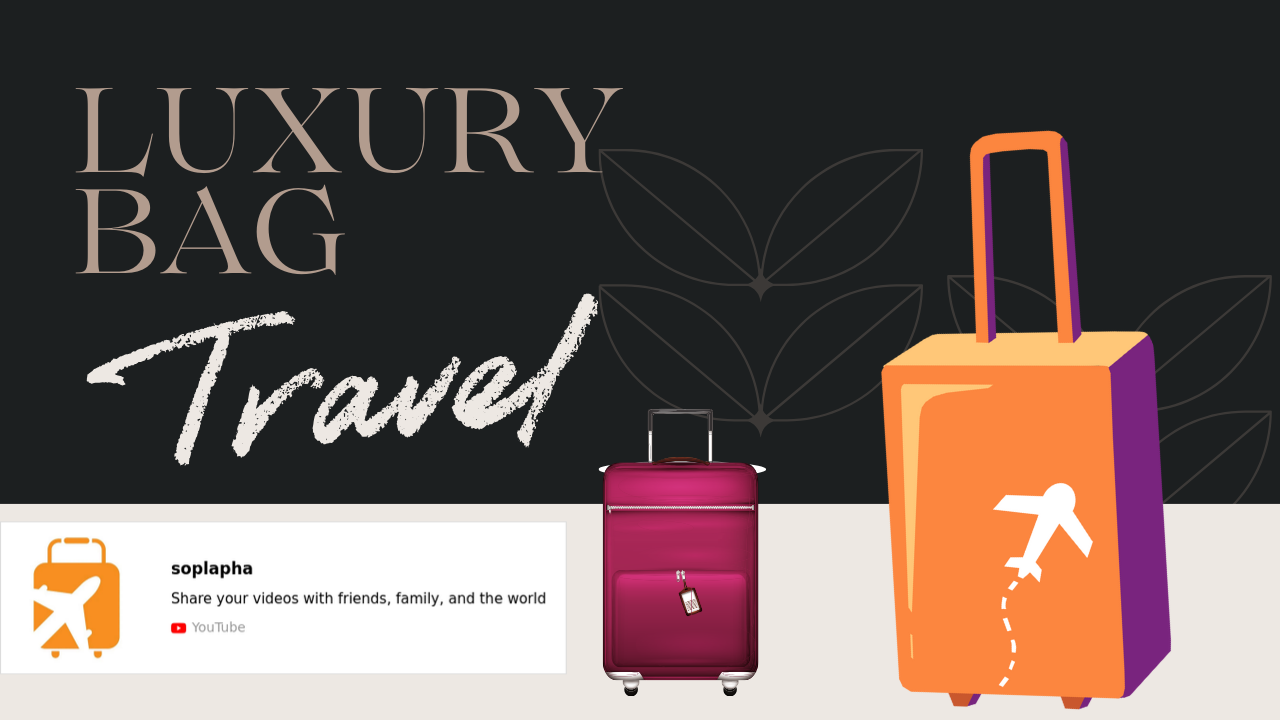 LUXURY
BAG
Travel
soplapha
Share your videos with friends, family, and the world
YouTube